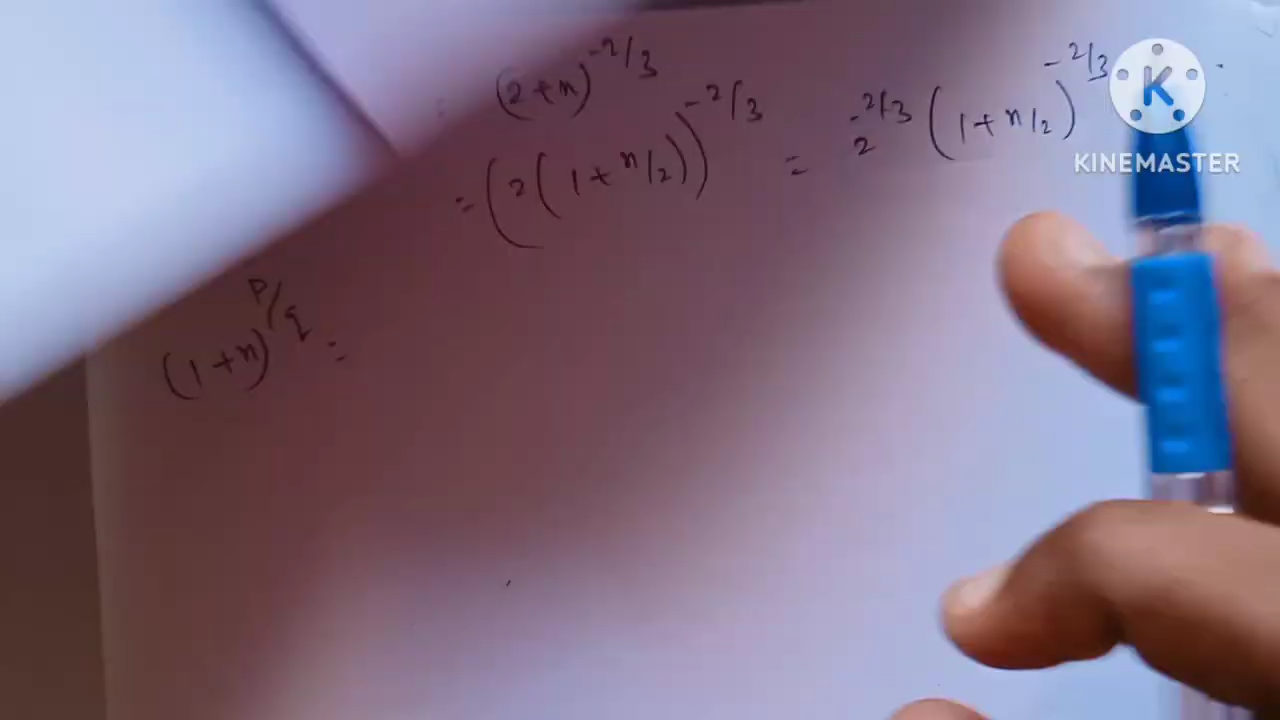 (2+x)^{-2/3}
= (2(1+x/2))^{-2/3} = 2^{-2/3} (1+x/2)^{-2/3}
KINEMASTER
(1+x)^{p/q} =